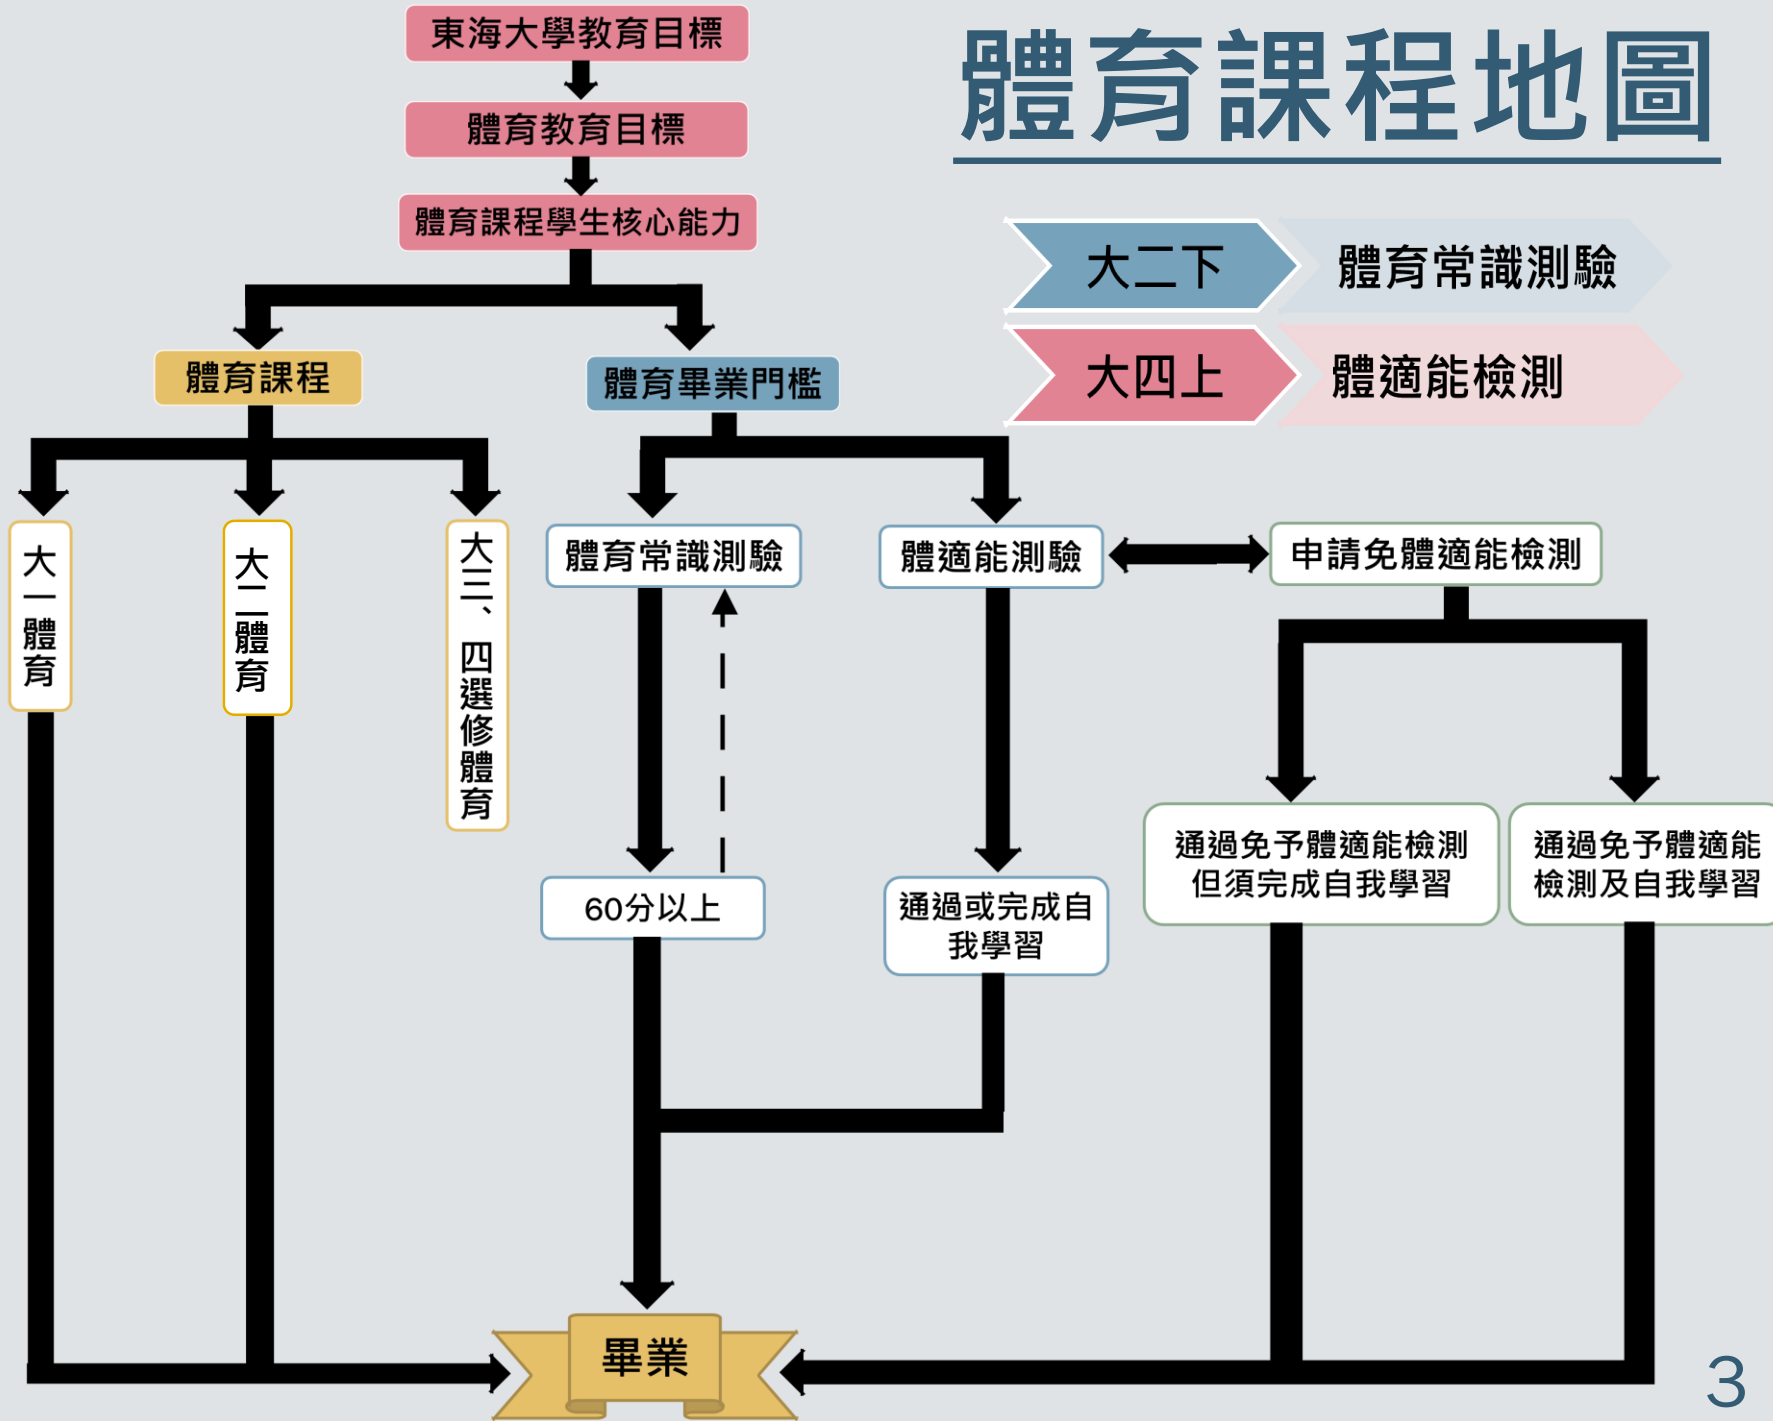 體育課程地圖
東海大學教育目標
體育教育目標
體育課程學生核心能力
大二下
體育常識測驗
大四上
體適能檢測
體育課程
體育畢業門檻
大一體育
大二體育
大三、四選修體育
體育常識測驗
體適能測驗
申請免體適能檢測
60分以上
通過或完成自
我學習
通過免予體適能檢測
但須完成自我學習
通過免予體適能
檢測及自我學習
畢業
3